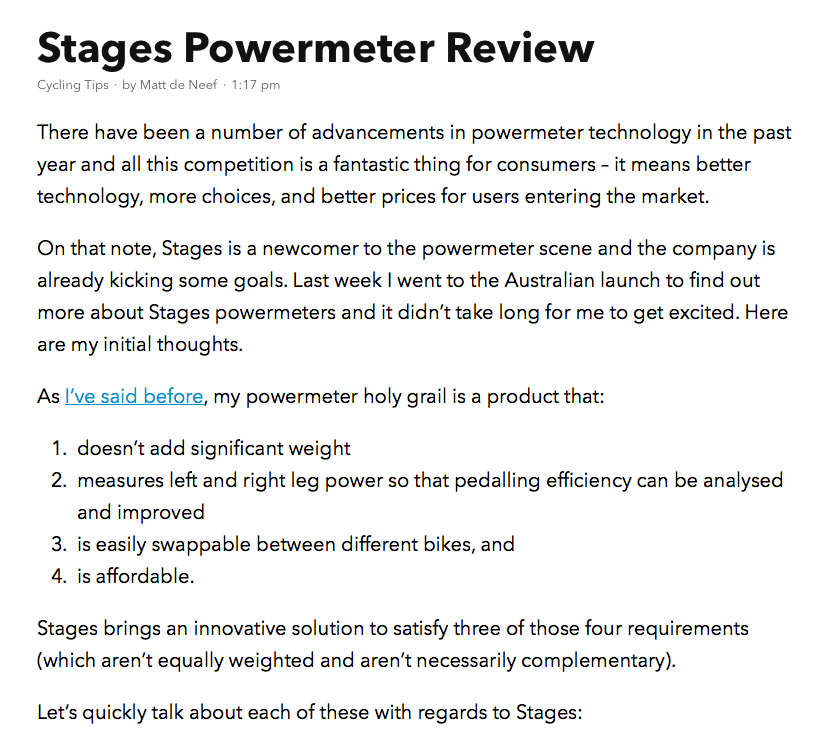 Stages Powermeter Review
Cycling Tips · by Matt de Neef · 1:17 pm
There have been a number of advancements in powermeter technology in the past
year and all this competition is a fantastic thing for consumers – it means better
technology, more choices, and better prices for users entering the market.
On that note, Stages is a newcomer to the powermeter scene and the company is
already kicking some goals. Last week I went to the Australian launch to find out
more about Stages powermeters and it didn’t take long for me to get excited. Here
are my initial thoughts.
As I’ve said before, my powermeter holy grail is a product that:
1. doesn’t add significant weight
2. measures left and right leg power so that pedalling efficiency can be analysed
and improved
3. is easily swappable between different bikes, and
4. is affordable.
Stages brings an innovative solution to satisfy three of those four requirements
(which aren’t equally weighted and aren’t necessarily complementary).
Let’s quickly talk about each of these with regards to Stages: